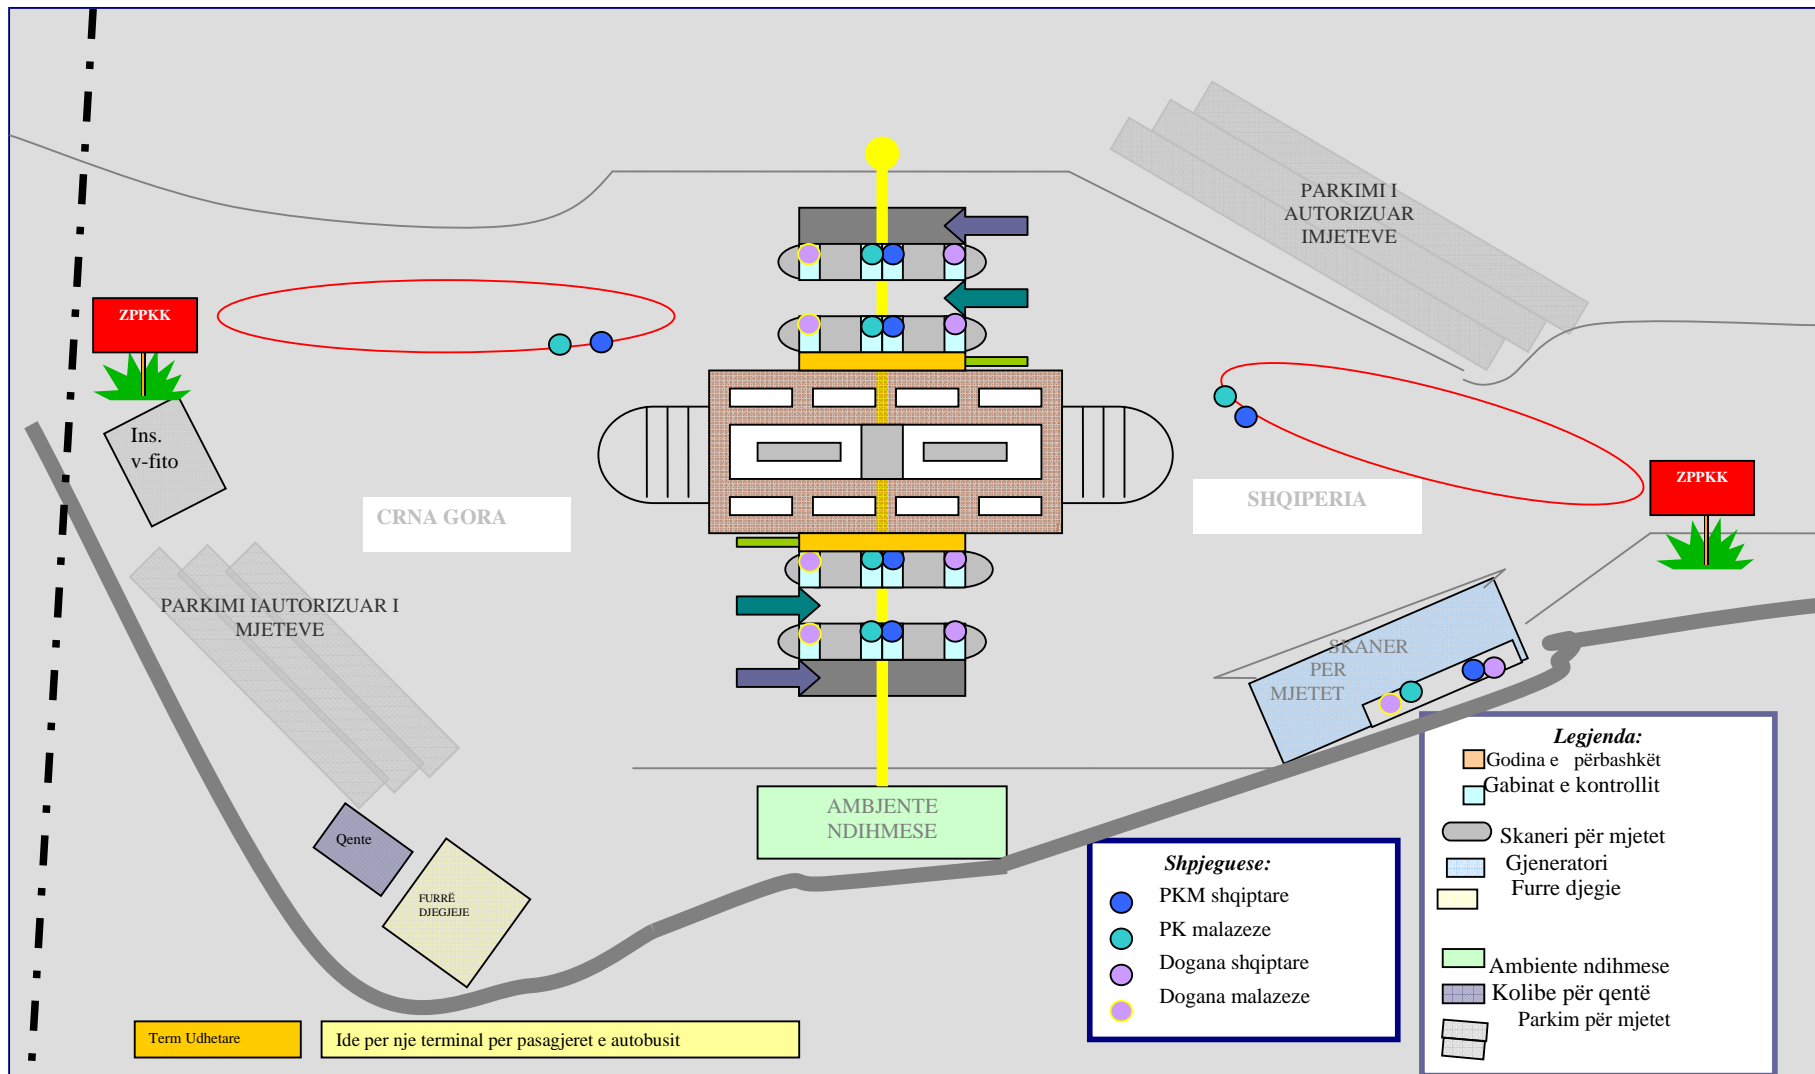 PARKIMI I
AUTORIZUAR
IMJETEVE
ZPPKK
Ins.
v-fito
CRNA GORA
SHQIPERIA
ZPPKK
PARKIMI IAUTORIZUAR I
MJETEVE
SKANER
PER
MJETET
AMBJENTE
NDIHMESE
Qente
FURRË
DJEGJEJE
Legjenda:
Godina e përbashkët
Gabinat e kontrollit
Skaneri për mjetet
Gjeneratori
Furre djegie
Ambiente ndihmese
Kolibe për qentë
Parkim për mjetet
Shpjeguese:
PKM shqiptare
PK malazeze
Dogana shqiptare
Dogana malazeze
Term Udhetare
Ide per nje terminal per pasagjeret e autobusit